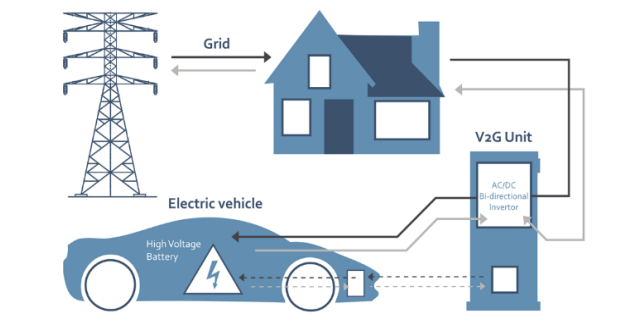 Grid
V2G Unit
AC/DC
Bi-directional
Invertor
Electric vehicle
High Voltage
Battery